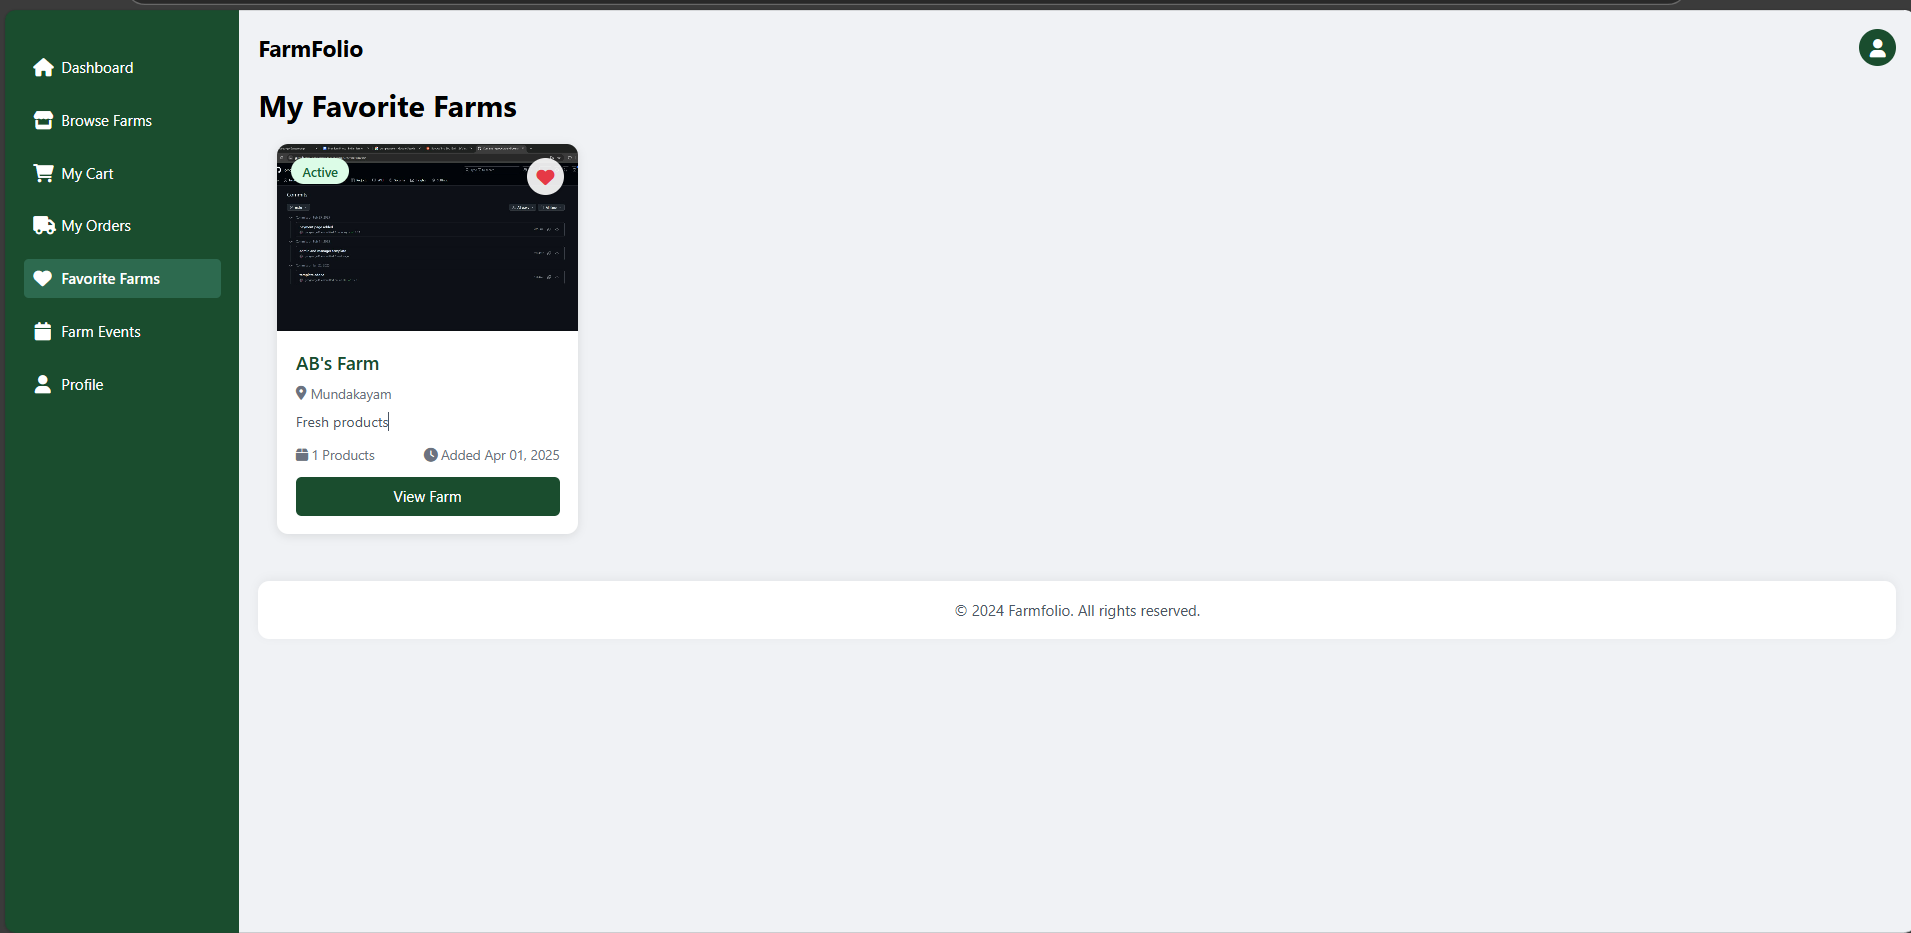 Dashboard
Browse Farms
My Cart
My Orders
Favorite Farms
Farm Events
Profile
FarmFolio
My Favorite Farms
Active
Commits
AB's Farm
Mundakayam
Fresh products
1 Products
Added Apr 01, 2025
View Farm
© 2024 Farmfolio. All rights reserved.